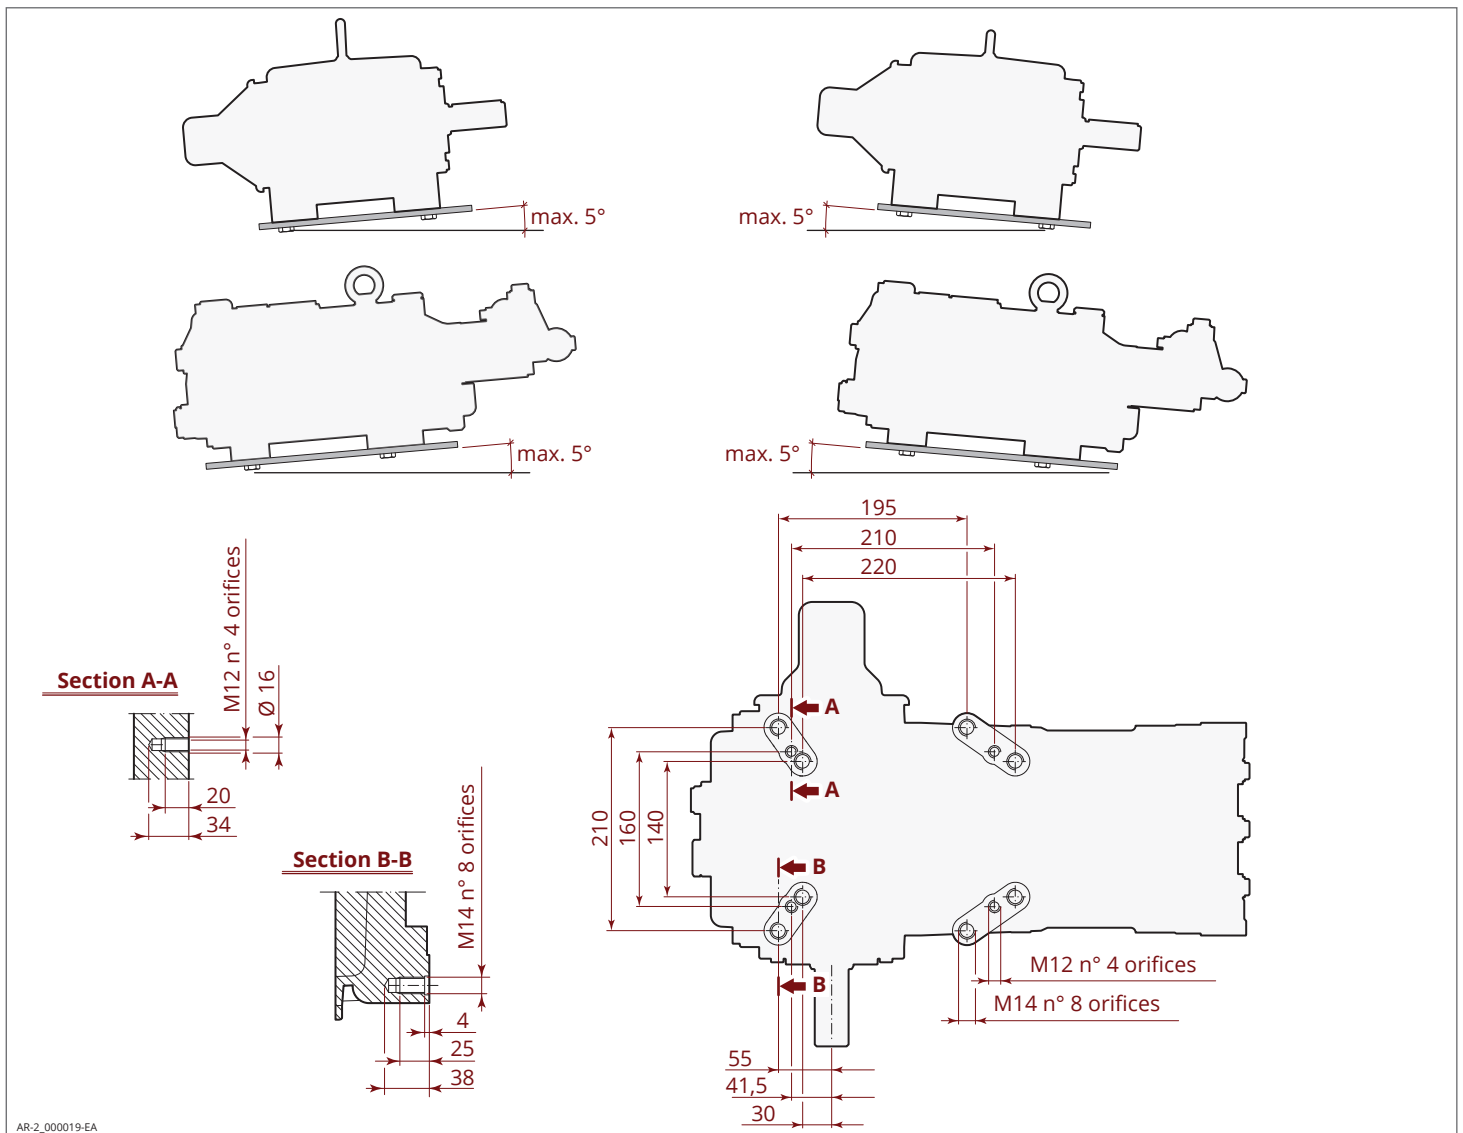 max. 5°
max. 5°
max. 5°
max. 5°
195
210
220
M12 n° 4 orifices
Ø 16
Section A-A
20
34
A
A
210
160
140
M14 n° 8 orifices
Section B-B
B
B
4
25
38
M12 n° 4 orifices
M14 n° 8 orifices
55
41,5
30
AR-2_000019-EA